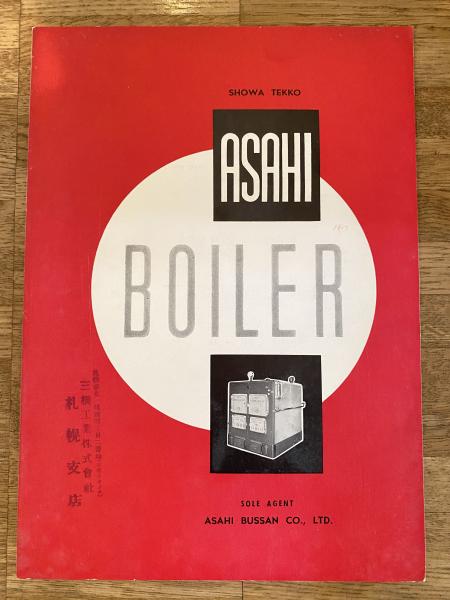 SHOWA TEKKO
ASAHI
BOILER
三機工業株式會社
札幌支店
SOLE AGENT
ASAHI BUSSAN CO., LTD.